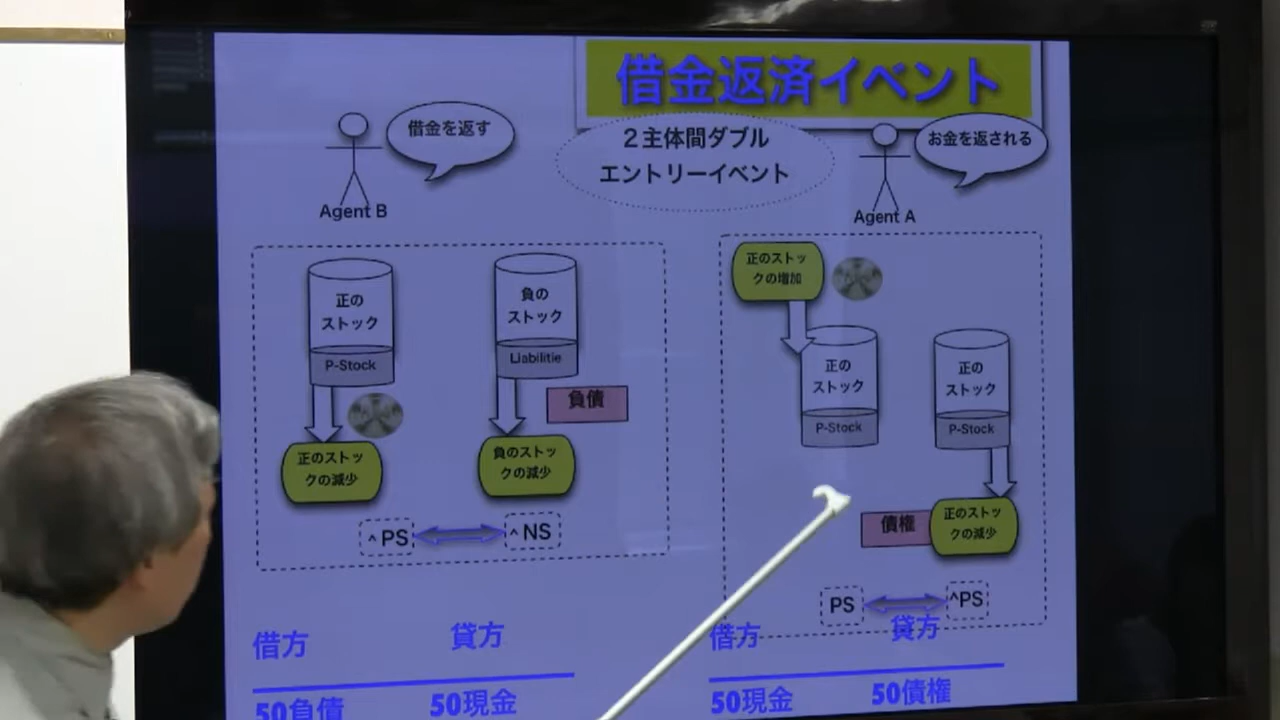 借金返済イベント
借金を返す
2主体間ダブル
エントリーイベント
お金を返される
Agent B
Agent A
正の
ストック
P-Stock
負の
ストック
Liabilitie
負債
正のストッ
クの減少
負のストッ
クの減少
^PS
^NS
正のストッ
クの増加
正の
ストック
P-Stock
正の
ストック
P-Stock
債権
正のストッ
クの減少
PS
^PS
借方
貸方
50負債
50現金
借方
貸方
50現金
50債権